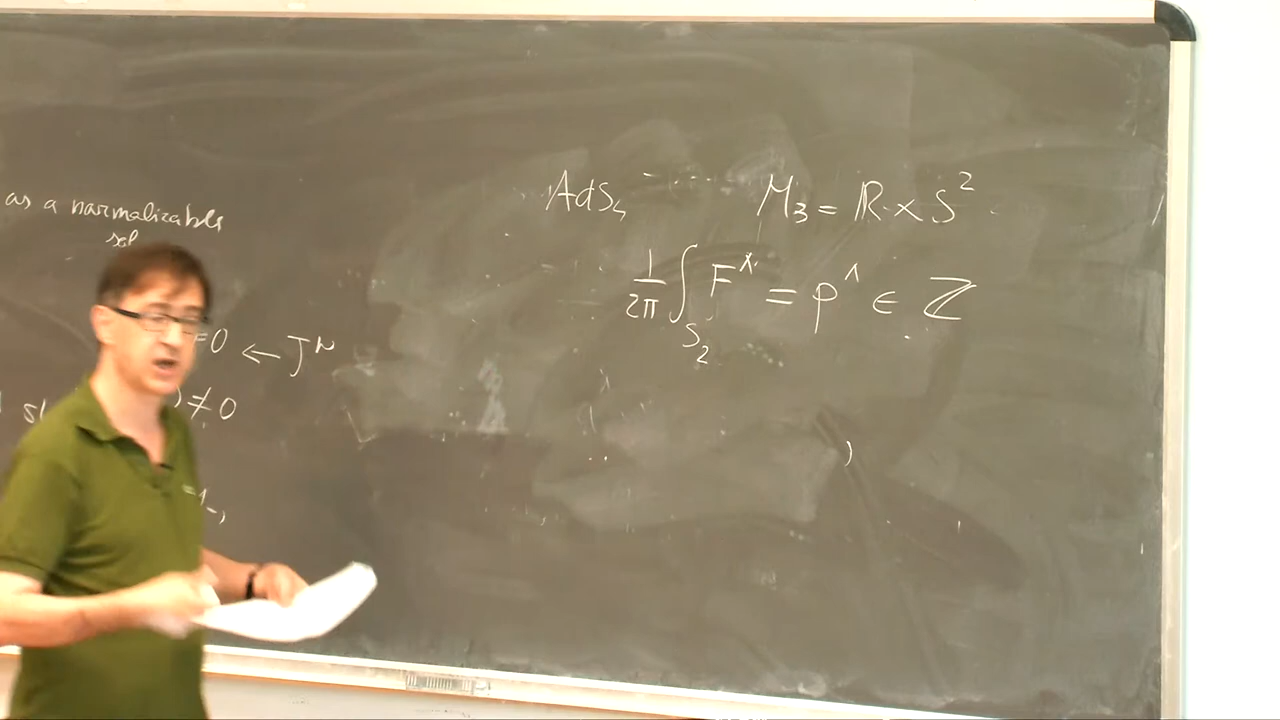 as a normalizable
sol
=0 ← J^μ
) ≠ 0
AdS₄ M₃ = ℝ × S²
1/2π ∫_{S₂} F^Λ = p^Λ ∈ ℤ